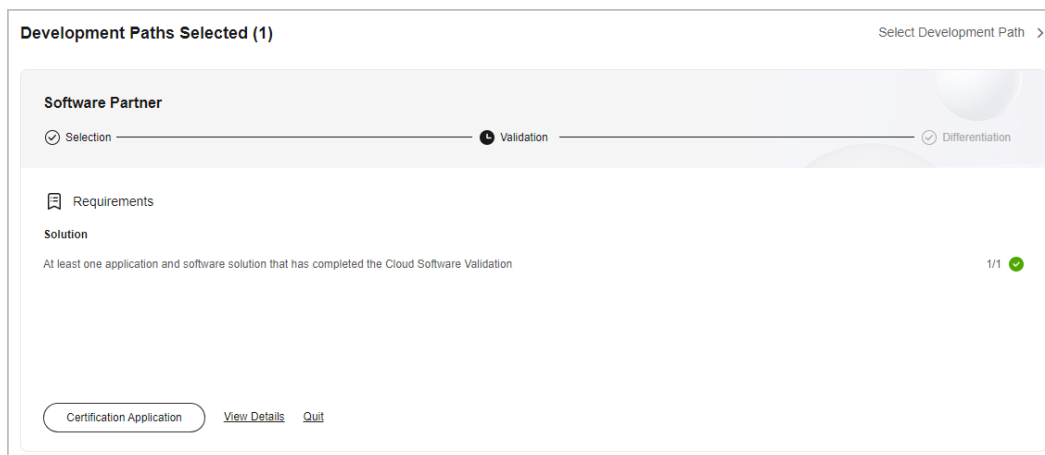 Development Paths Selected (1)
Select Development Path
Software Partner
Selection
Validation
Differentiation
Requirements
Solution
At least one application and software solution that has completed the Cloud Software Validation
1/1
Certification Application
View Details
Quit